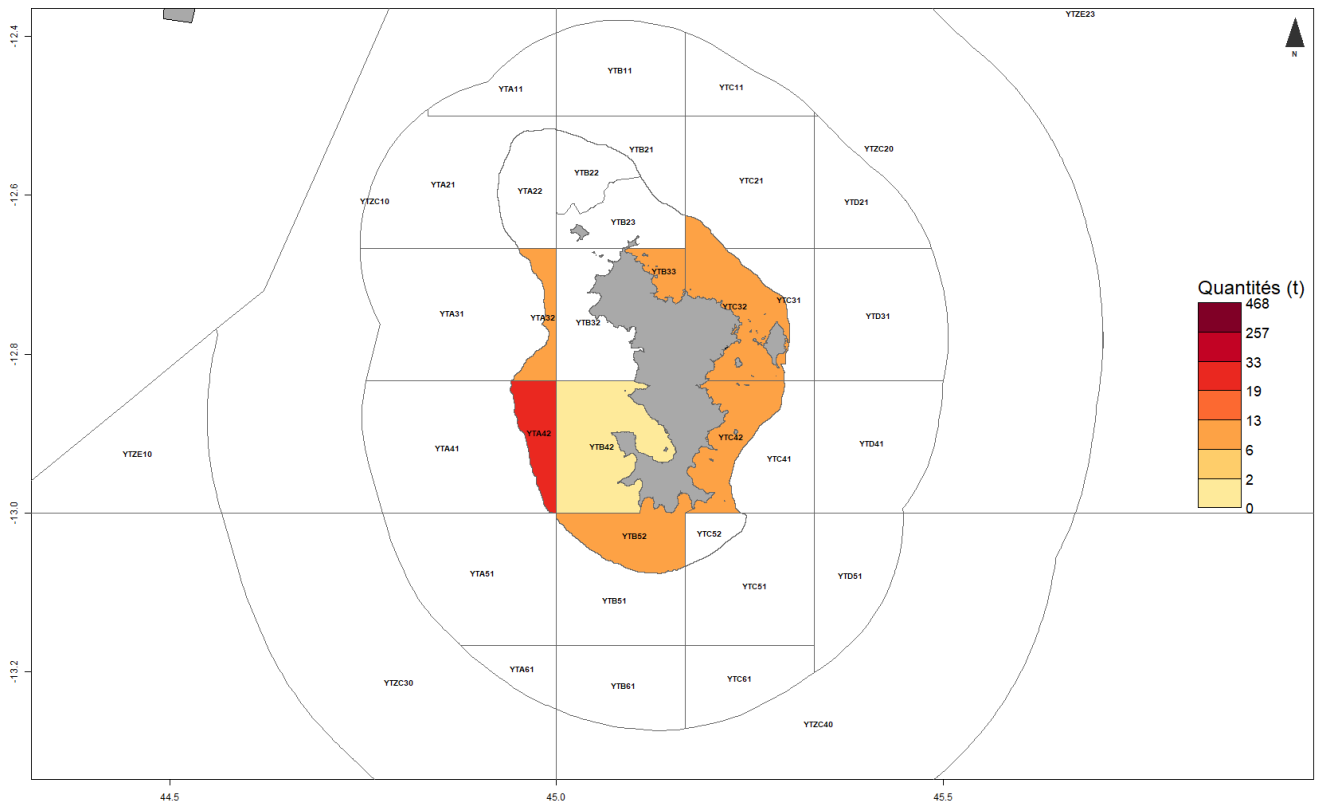 YTZE23
-12.4
N
YTB11
YTA11
YTC11
YTB21
YTZC20
YTB22
YTC21
YTA21
YTA22
-12.6
YTZC10
YTD21
YTB23
YTB33
Quantités (t)
YTC31
468
YTC32
257
YTA31
YTA32
YTB32
YTD31
33
-12.8
19
13
YTA42
YTC42
6
YTD41
YTA41
YTB42
YTZE10
YTC41
2
0
-13.0
YTB52
YTC52
YTA51
YTD51
YTC51
YTB51
-13.2
YTA61
YTC61
YTZC30
YTB61
YTZC40
44.5
45.0
45.5